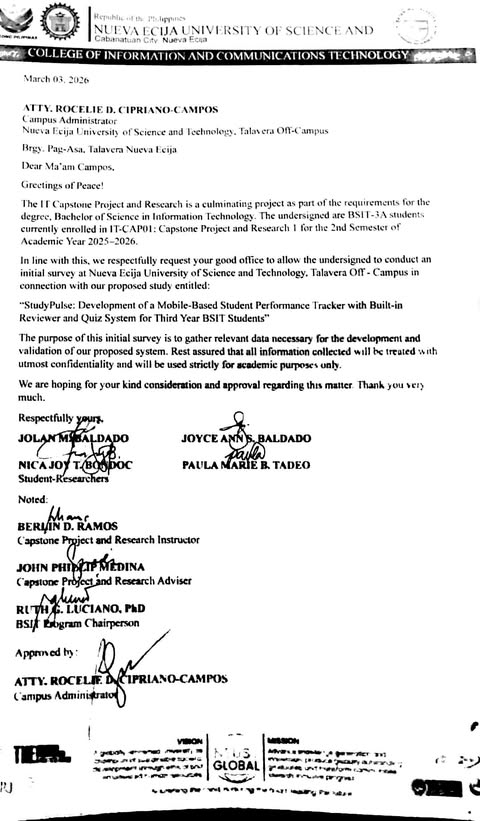 Republic of the Philippines
NUEVA ECIJA UNIVERSITY OF SCIENCE AND
Cabanatuan City, Nueva Ecija
COLLEGE OF INFORMATION AND COMMUNICATIONS TECHNOLOGY
March 03, 2026
ATTY. ROCELIE D. CIPRIANO-CAMPOS
Campus Administrator
Nueva Ecija University of Science and Technology, Talavera Off-Campus
Brgy. Pag-Asa, Talavera Nueva Ecija
Dear Ma'am Campos,
Greetings of Peace!
The IT Capstone Project and Research is a culminating project as part of the requirements for the
degree, Bachelor of Science in Information Technology. The undersigned are BSIT-3A students
currently enrolled in IT-CAP01: Capstone Project and Research 1 for the 2nd Semester of
Academic Year 2025-2026.
In line with this, we respectfully request your good office to allow the undersigned to conduct an
initial survey at Nueva Ecija University of Science and Technology, Talavera Off - Campus in
connection with our proposed study entitled:
"StudyPulse: Development of a Mobile-Based Student Performance Tracker with Built-in
Reviewer and Quiz System for Third Year BSIT Students"
The purpose of this initial survey is to gather relevant data necessary for the development and
validation of our proposed system. Rest assured that all information collected will be treated with
utmost confidentiality and will be used strictly for academic purposes only.
We are hoping for your kind consideration and approval regarding this matter. Thank you very
much.
Respectfully yours,
JOLAN M. BALDADO JOYCE ANN S. BALDADO
NICA JOY T. BONDOC PAULA MARIE B. TADEO
Student-Researchers
Noted:
BERLIN D. RAMOS
Capstone Project and Research Instructor
JOHN PHILLIP MEDINA
Capstone Project and Research Adviser
RUTH G. LUCIANO, PhD
BSIT Program Chairperson
Approved by:
ATTY. ROCELIE D. CIPRIANO-CAMPOS
Campus Administrator
VISION
MISSION
GLOBAL